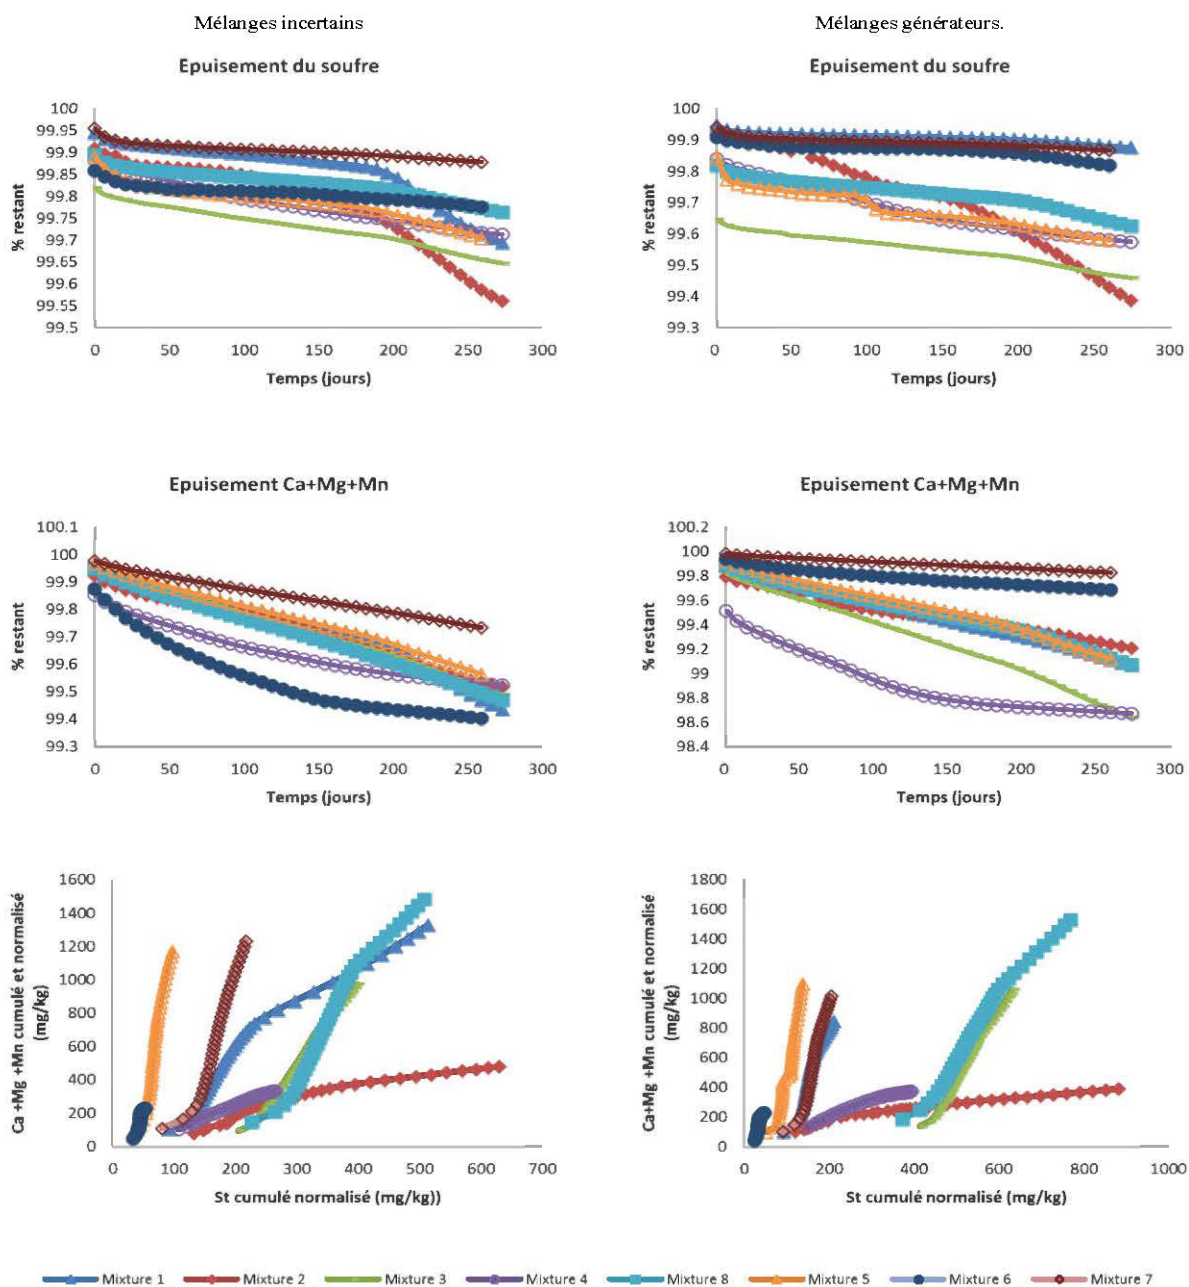 Mélanges incertains
Mélanges générateurs.
Epuisement du soufre
100
99.95
99.9
99.85
99.8
99.75
99.7
99.65
99.6
99.55
99.5
% restant
0 50 100 150 200 250 300
Temps (jours)
Epuisement du soufre
100
99.9
99.8
99.7
99.6
99.5
99.4
99.3
% restant
0 50 100 150 200 250 300
Temps (jours)
Epuisement Ca+Mg+Mn
100.1
100
99.9
99.8
99.7
99.6
99.5
99.4
99.3
% restant
0 50 100 150 200 250 300
Temps (jours)
Epuisement Ca+Mg+Mn
100.2
100
99.8
99.6
99.4
99.2
99
98.8
98.6
98.4
% restant
0 50 100 150 200 250 300
Temps (jours)
Ca +Mg +Mn cumulé et normalisé
(mg/kg)
1600
1400
1200
1000
800
600
400
200
0
0 100 200 300 400 500 600 700
St cumulé normalisé (mg/kg))
Ca+Mg +Mn cumulé et normalisé
(mg/kg)
1800
1600
1400
1200
1000
800
600
400
200
0
0 200 400 600 800 1000
St cumulé normalisé (mg/kg)
Mixture 1 Mixture 2 Mixture 3 Mixture 4 Mixture 8 Mixture 5 Mixture 6 Mixture 7